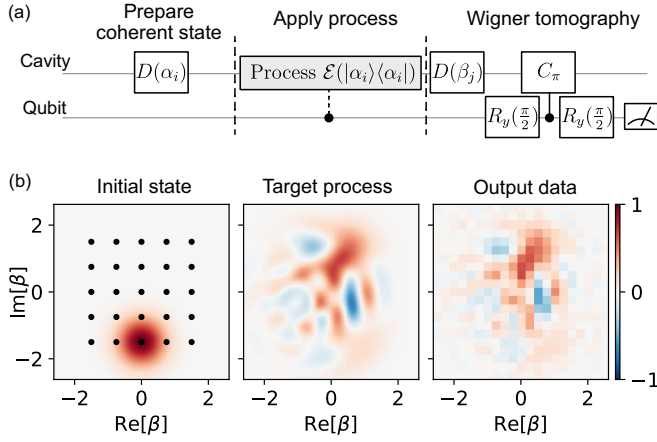 (a)
Prepare
coherent state
Apply process
Wigner tomography
Cavity
D(α_i)
Process ℰ(|α_i⟩⟨α_i|)
D(β_j)
C_π
Qubit
R_y(π/2)
R_y(π/2)
(b)
Initial state
Target process
Output data
Im[β]
2
0
−2
−2
0
2
Re[β]
−2
0
2
Re[β]
−2
0
2
Re[β]
1
0
−1